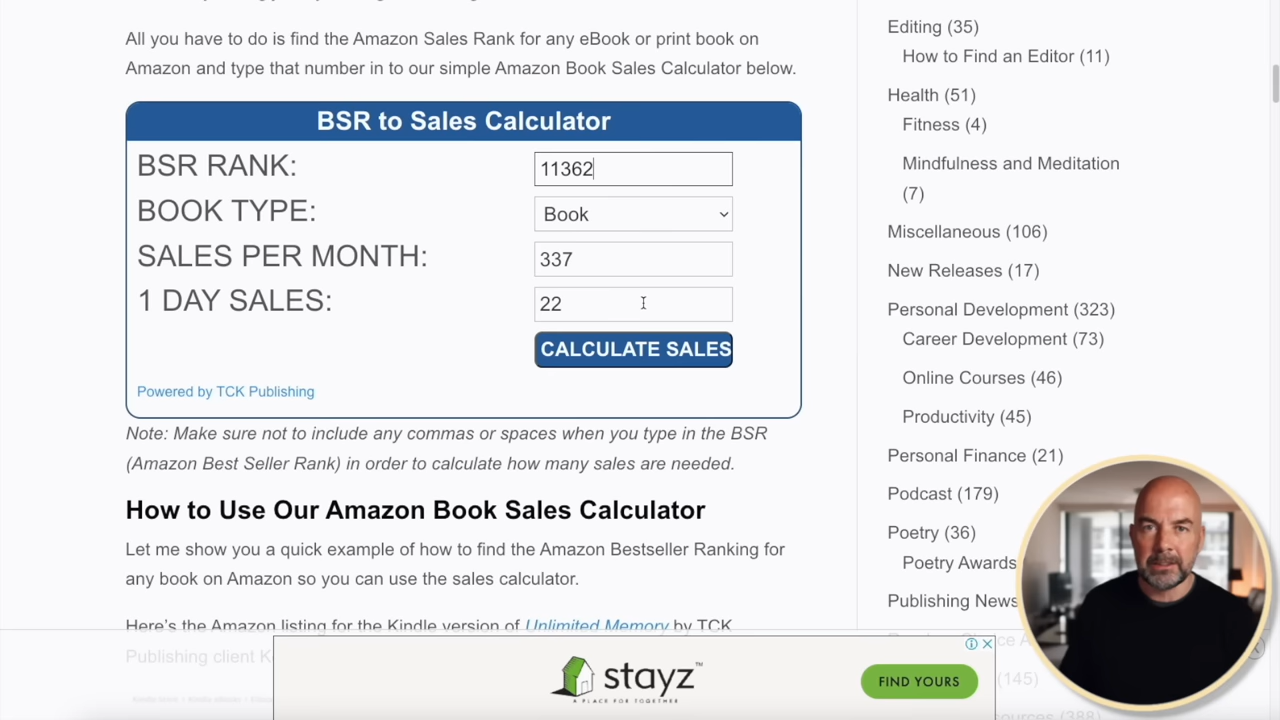 All you have to do is find the Amazon Sales Rank for any eBook or print book on
Amazon and type that number in to our simple Amazon Book Sales Calculator below.
BSR to Sales Calculator
BSR RANK:
11362
BOOK TYPE:
Book
SALES PER MONTH:
337
1 DAY SALES:
22
CALCULATE SALES
Powered by TCK Publishing
Note: Make sure not to include any commas or spaces when you type in the BSR
(Amazon Best Seller Rank) in order to calculate how many sales are needed.
How to Use Our Amazon Book Sales Calculator
Let me show you a quick example of how to find the Amazon Bestseller Ranking for
any book on Amazon so you can use the sales calculator.
Here's the Amazon listing for the Kindle version of Unlimited Memory by TCK
Publishing client
Editing (35)
How to Find an Editor (11)
Health (51)
Fitness (4)
Mindfulness and Meditation
(7)
Miscellaneous (106)
New Releases (17)
Personal Development (323)
Career Development (73)
Online Courses (46)
Productivity (45)
Personal Finance (21)
Podcast (179)
Poetry (36)
Poetry Awards
Publishing News
(145)
(388)
stayz™
A PLACE FOR TOGETHER
FIND YOURS